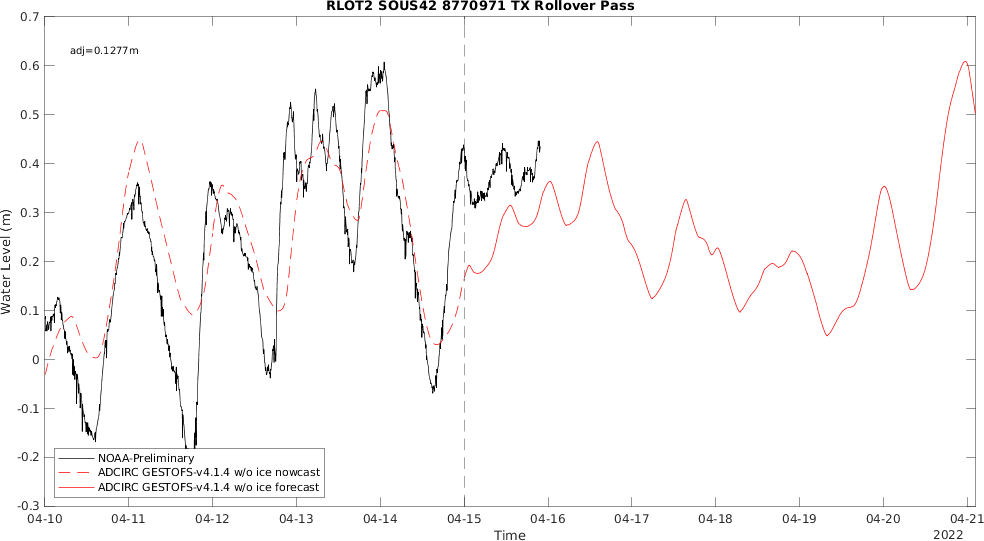 RLOT2 SOUS42 8770971 TX Rollover Pass
0.7
adj=0.1277m
0.6
0.5
0.4
0.3
0.2
0.1
0
-0.1
-0.2
-0.3
Water Level (m)
NOAA-Preliminary
ADCIRC GESTOFS-v4.1.4 w/o ice nowcast
ADCIRC GESTOFS-v4.1.4 w/o ice forecast
04-10 04-11 04-12 04-13 04-14 04-15 04-16 04-17 04-18 04-19 04-20 04-21
Time
2022